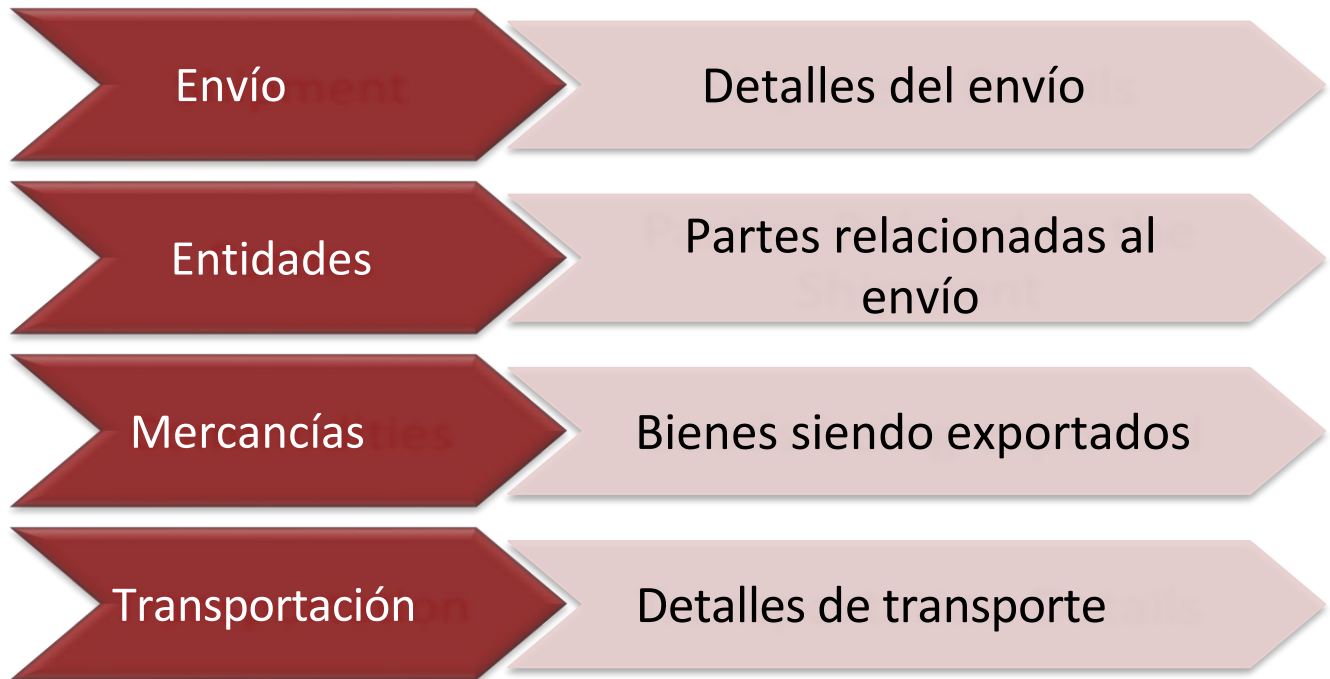 Envío
Detalles del envío
Entidades
Partes relacionadas al
envío
Mercancías
Bienes siendo exportados
Transportación
Detalles de transporte